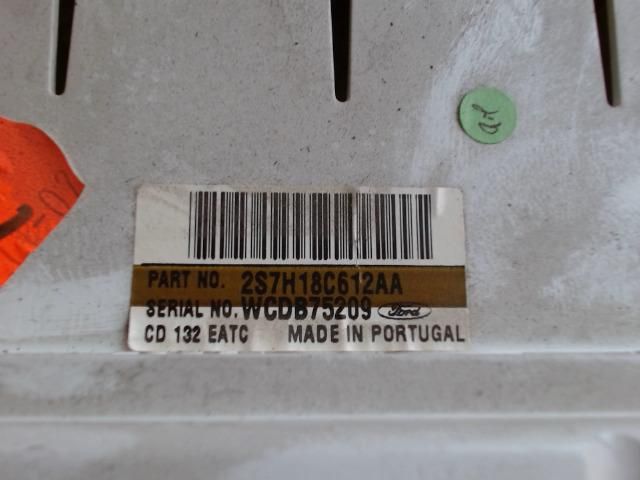 PART NO. 2S7H18C612AA
SERIAL NO. WCDB75209 Ford
CD 132 EATC MADE IN PORTUGAL